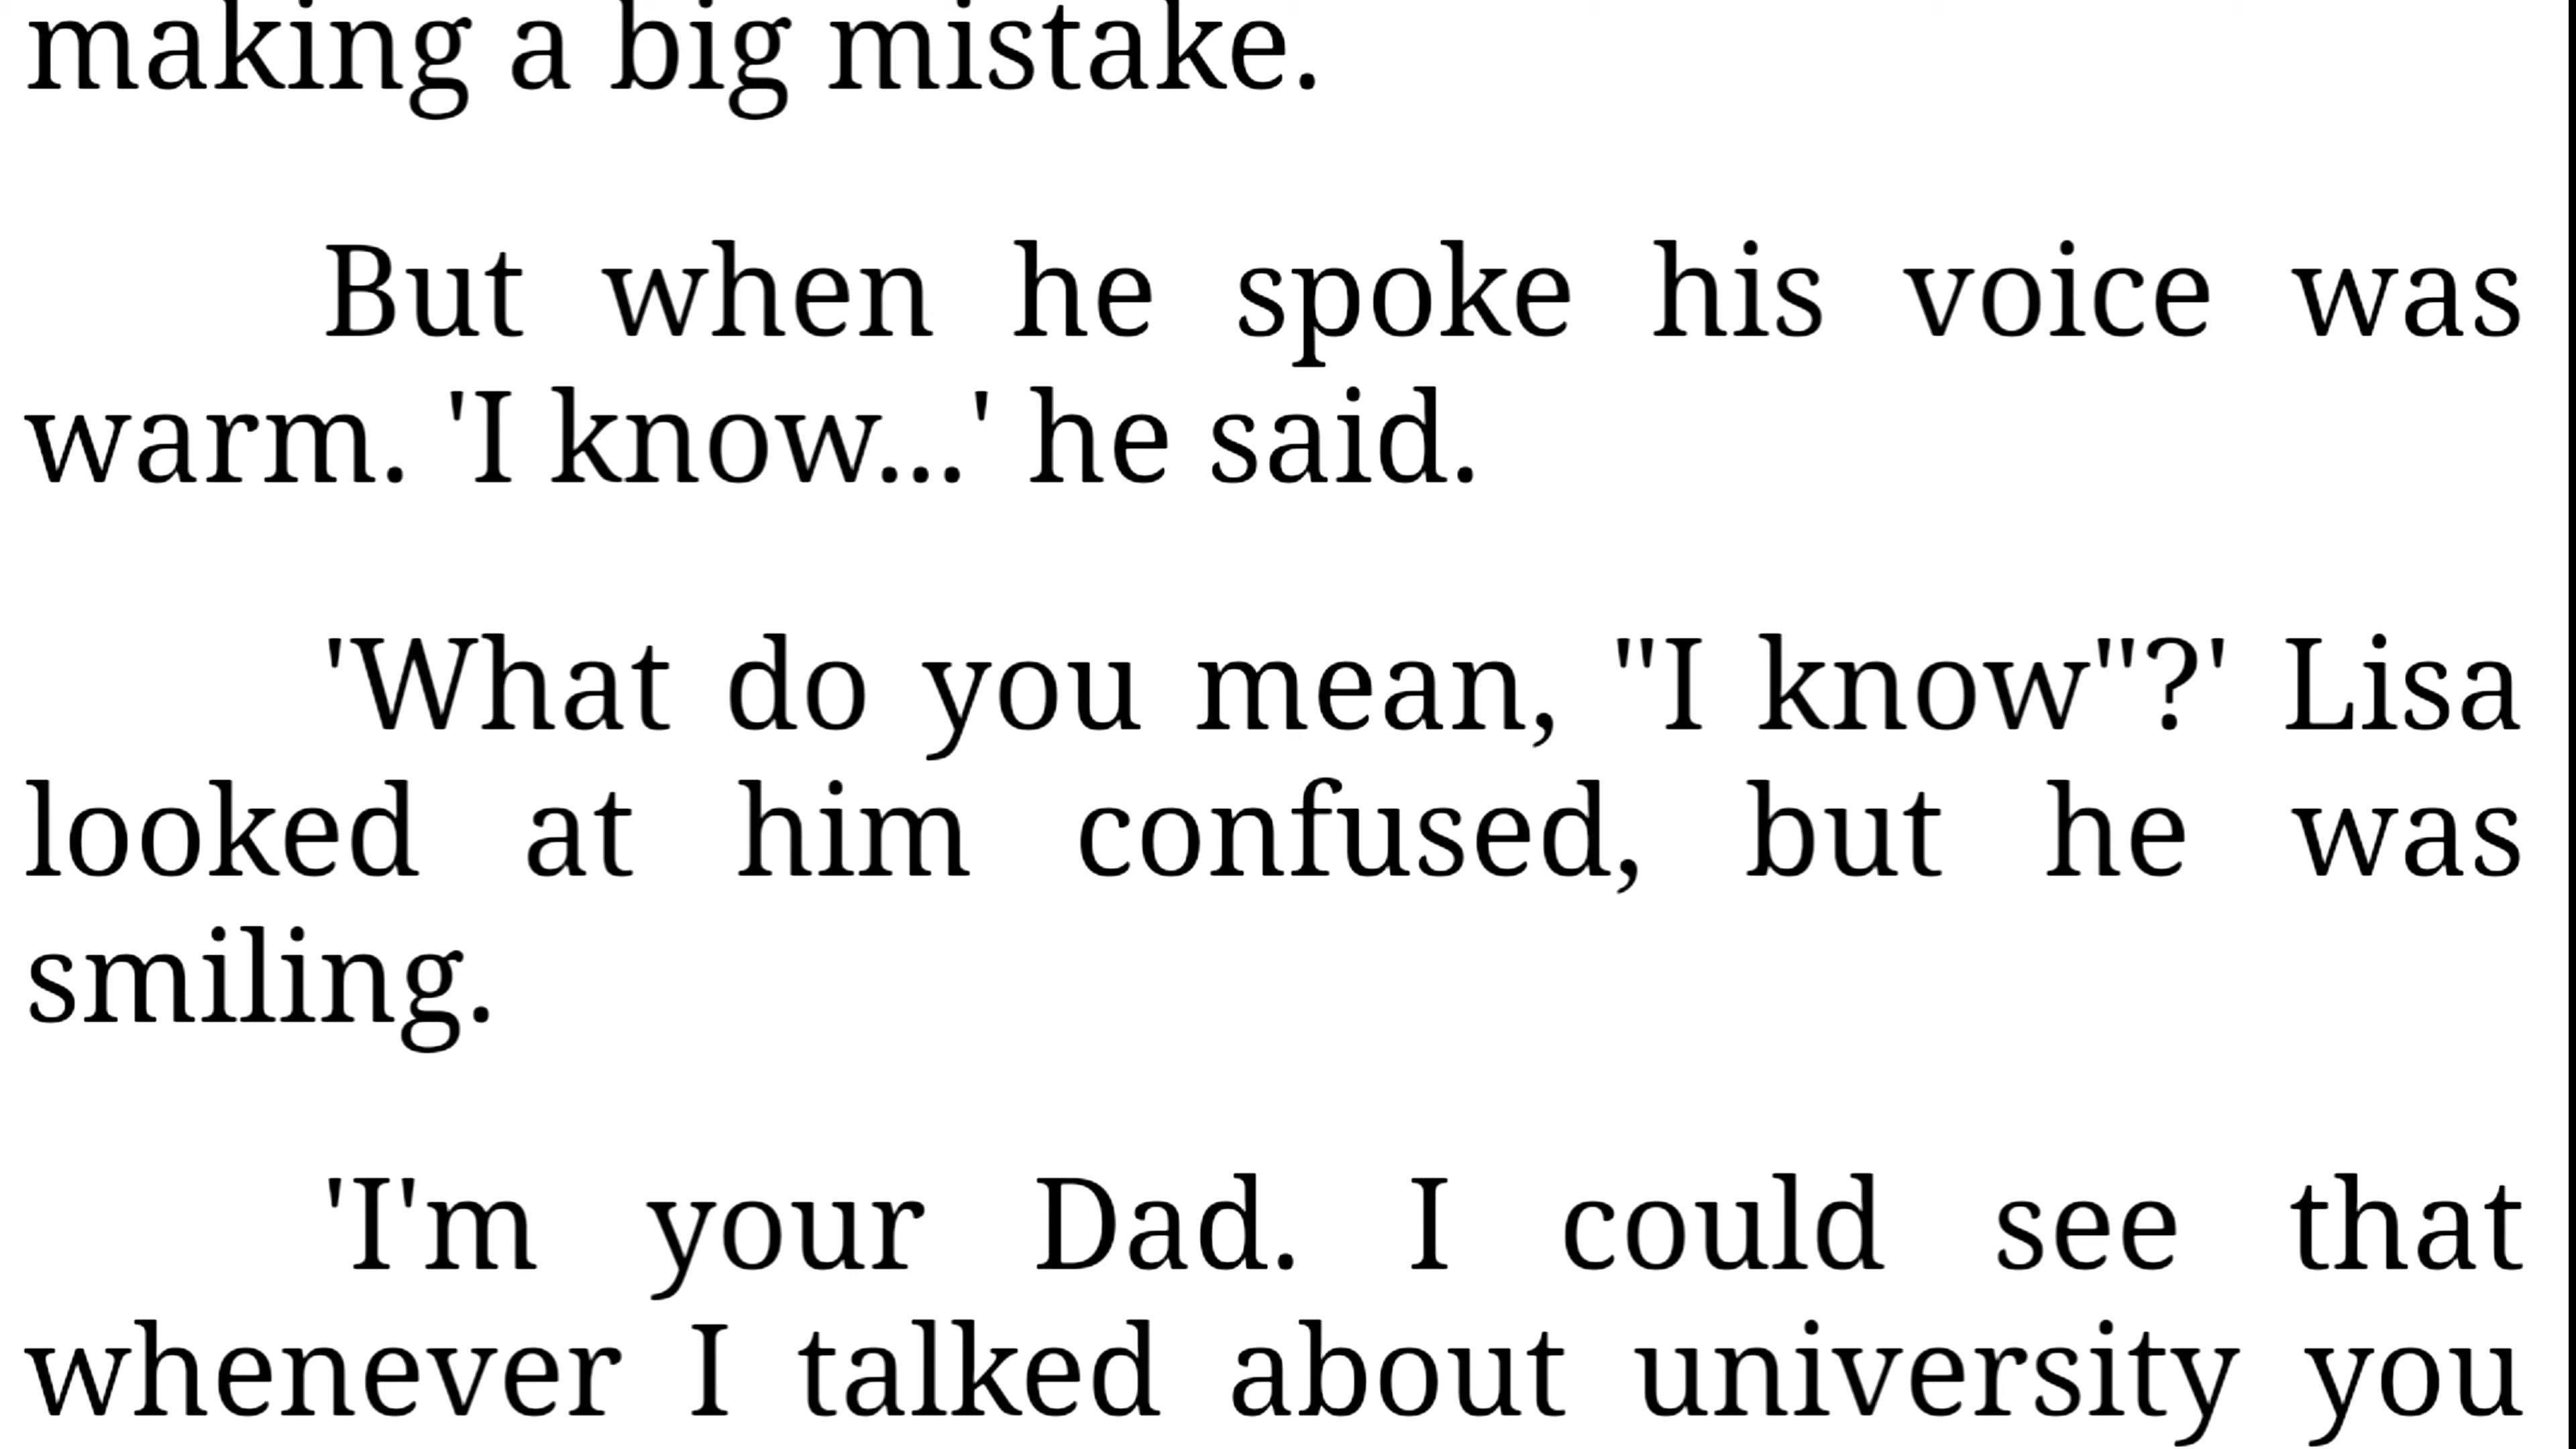 making a big mistake.
But when he spoke his voice was
warm. 'I know...' he said.
'What do you mean, "I know"?' Lisa
looked at him confused, but he was
smiling.
'I'm your Dad. I could see that
whenever I talked about university you